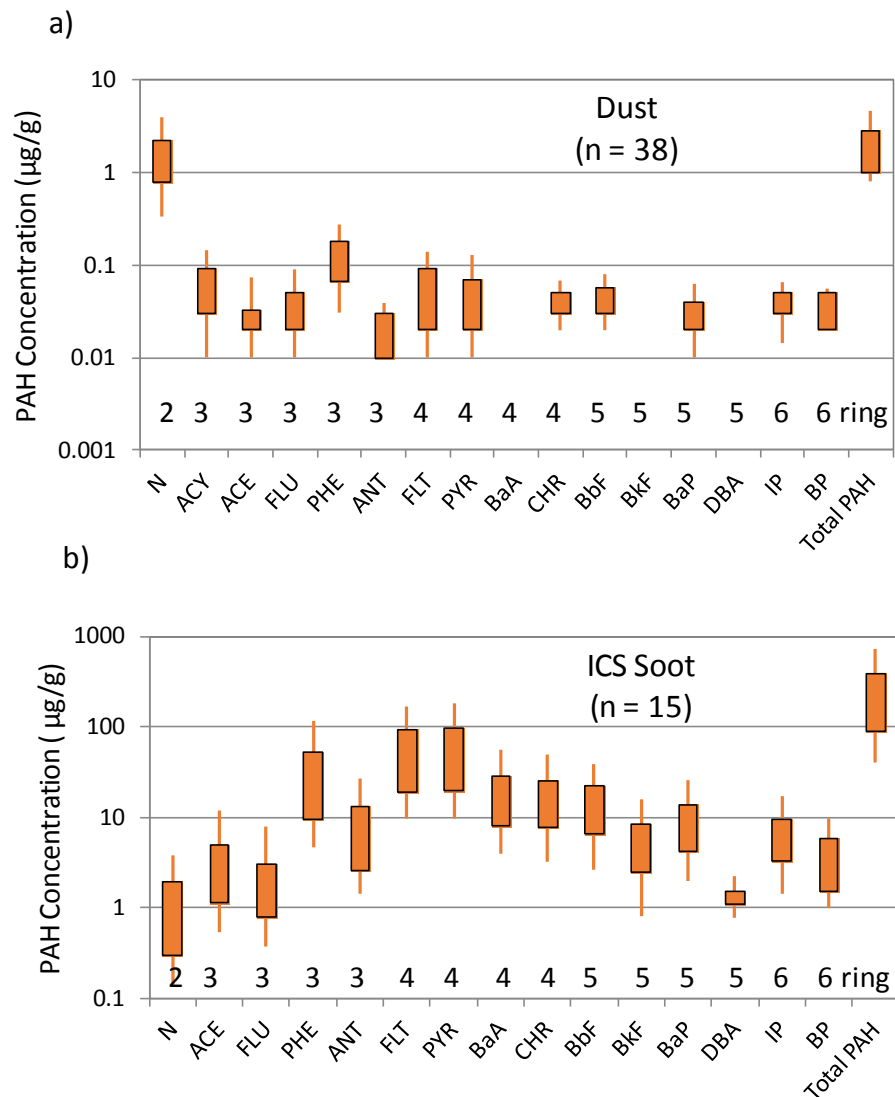 a)
PAH Concentration (µg/g)
10
1
0.1
0.01
0.001
Dust
(n = 38)
2 3 3 3 3 3 4 4 4 4 5 5 5 5 6 6 ring
N ACY ACE FLU PHE ANT FLT PYR BaA CHR BbF BkF BaP DBA IP BP Total PAH
b)
PAH Concentration ( µg/g)
1000
100
10
1
0.1
ICS Soot
(n = 15)
2 3 3 3 3 4 4 4 4 5 5 5 5 6 6 ring
N ACE FLU PHE ANT FLT PYR BaA CHR BbF BkF BaP DBA IP BP Total PAH